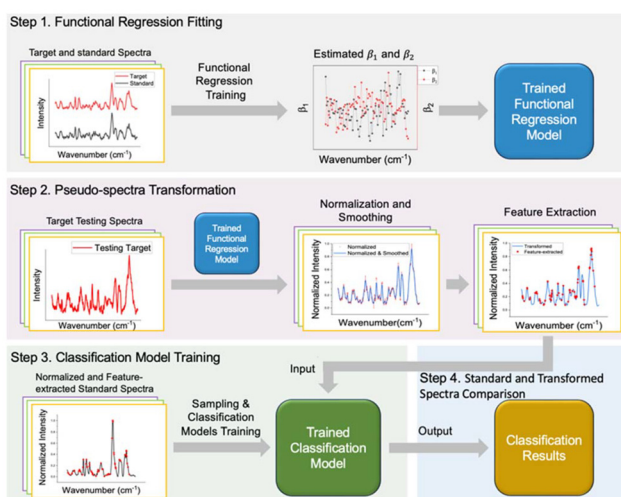 Step 1. Functional Regression Fitting
Target and standard Spectra
Target
Standard
Intensity
Wavenumber (cm⁻¹)
Functional
Regression
Training
Estimated β₁ and β₂
β₁
β₂
β₁
β₂
Wavenumber (cm⁻¹)
Trained
Functional
Regression
Model
Step 2. Pseudo-spectra Transformation
Target Testing Spectra
Testing Target
Intensity
Wavenumber (cm⁻¹)
Trained
Functional
Regression
Model
Normalization and
Smoothing
Normalized
Normalized & Smoothed
Normalized Intensity
Wavenumber(cm⁻¹)
Feature Extraction
Transformed
Feature-extracted
Normalized Intensity
Wavenumber (cm⁻¹)
Step 3. Classification Model Training
Normalized and Feature-
extracted Standard Spectra
Normalized Intensity
Wavenumber (cm⁻¹)
Sampling &
Classification
Models Training
Input
Trained
Classification
Model
Step 4. Standard and Transformed
Spectra Comparison
Output
Classification
Results